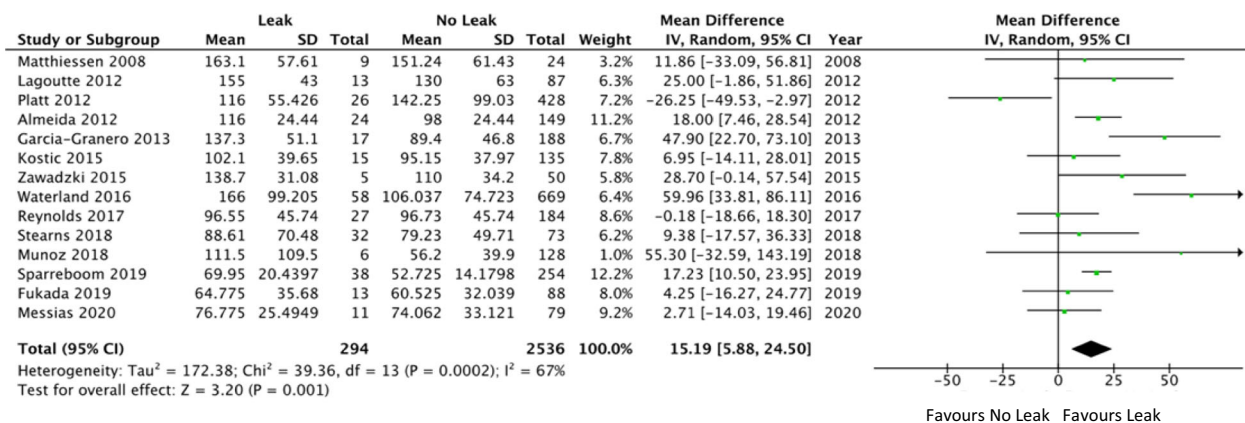 Leak No Leak Mean Difference Mean Difference
Study or Subgroup Mean SD Total Mean SD Total Weight IV, Random, 95% CI Year IV, Random, 95% CI
Matthiessen 2008 163.1 57.61 9 151.24 61.43 24 3.2% 11.86 [-33.09, 56.81] 2008
Lagoutte 2012 155 43 13 130 63 87 6.3% 25.00 [-1.86, 51.86] 2012
Platt 2012 116 55.426 26 142.25 99.03 428 7.2% -26.25 [-49.53, -2.97] 2012
Almeida 2012 116 24.44 24 98 24.44 149 11.2% 18.00 [7.46, 28.54] 2012
Garcia-Granero 2013 137.3 51.1 17 89.4 46.8 188 6.7% 47.90 [22.70, 73.10] 2013
Kostic 2015 102.1 39.65 15 95.15 37.97 135 7.8% 6.95 [-14.11, 28.01] 2015
Zawadzki 2015 138.7 31.08 5 110 34.2 50 5.8% 28.70 [-0.14, 57.54] 2015
Waterland 2016 166 99.205 58 106.037 74.723 669 6.4% 59.96 [33.81, 86.11] 2016
Reynolds 2017 96.55 45.74 27 96.73 45.74 184 8.6% -0.18 [-18.66, 18.30] 2017
Stearns 2018 88.61 70.48 32 79.23 49.71 73 6.2% 9.38 [-17.57, 36.33] 2018
Munoz 2018 111.5 109.5 6 56.2 39.9 128 1.0% 55.30 [-32.59, 143.19] 2018
Sparreboom 2019 69.95 20.4397 38 52.725 14.1798 254 12.2% 17.23 [10.50, 23.95] 2019
Fukada 2019 64.775 35.68 13 60.525 32.039 88 8.0% 4.25 [-16.27, 24.77] 2019
Messias 2020 76.775 25.4949 11 74.062 33.121 79 9.2% 2.71 [-14.03, 19.46] 2020
Total (95% CI) 294 2536 100.0% 15.19 [5.88, 24.50]
Heterogeneity: Tau² = 172.38; Chi² = 39.36, df = 13 (P = 0.0002); I² = 67%
Test for overall effect: Z = 3.20 (P = 0.001)
-50 -25 0 25 50
Favours No Leak Favours Leak